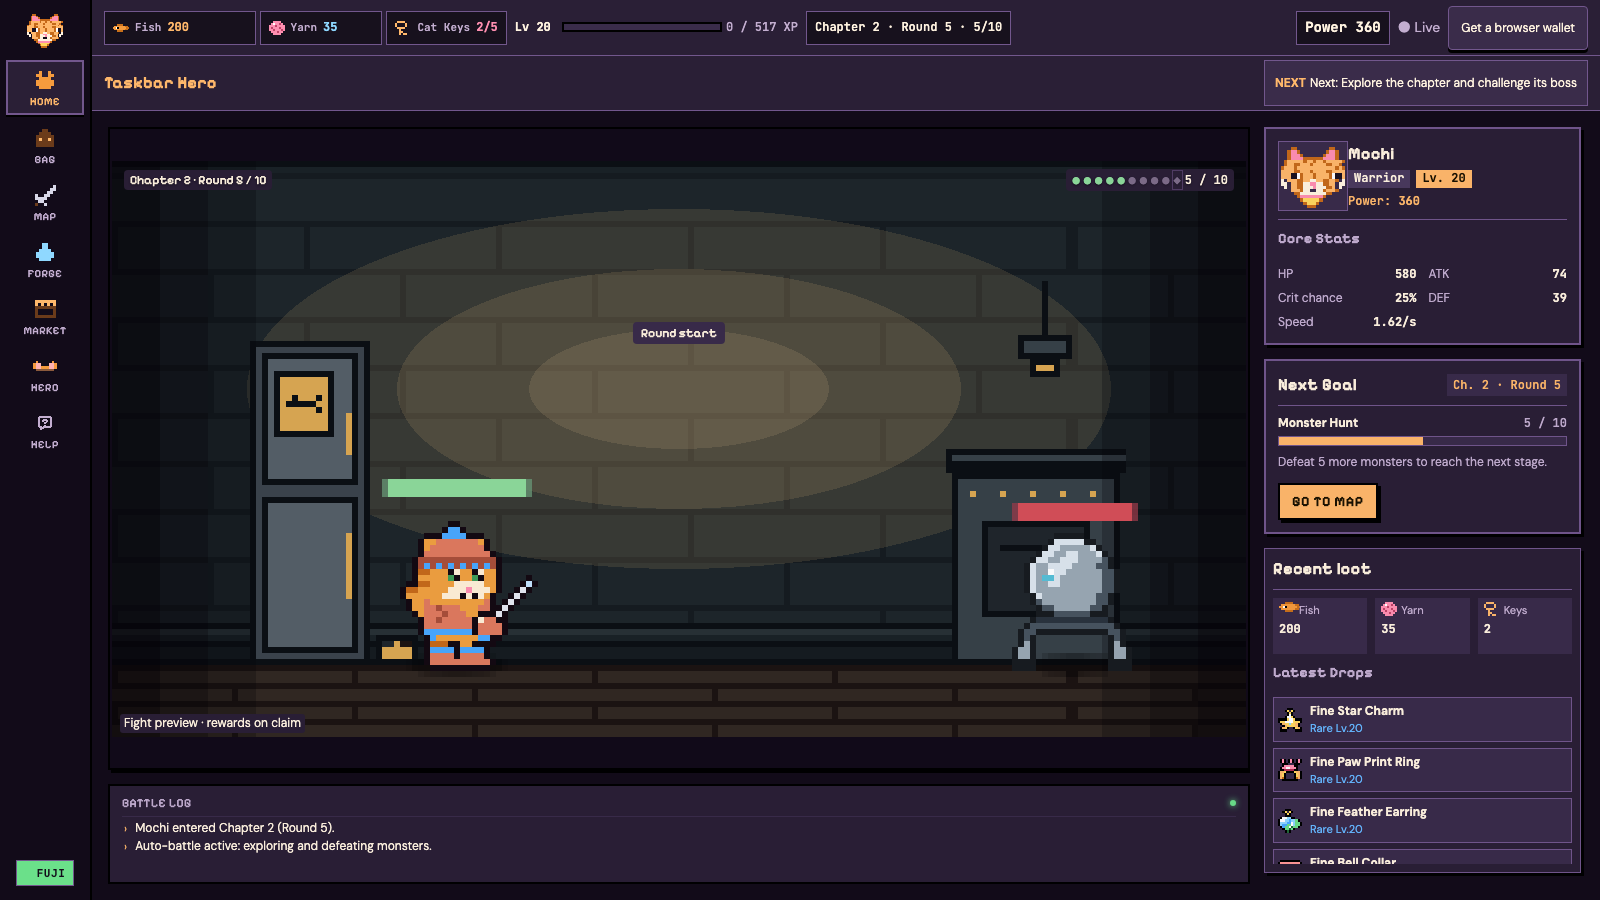 Fish 200
Yarn 35
Cat Keys 2/5
Lv 20
0 / 517 XP
Chapter 2 · Round 5 · 5/10
Power 360
Live
Get a browser wallet
HOME
BAG
MAP
FORGE
MARKET
HERO
HELP
FUJI
Taskbar Hero
NEXT Next: Explore the chapter and challenge its boss
Chapter 2 · Round 5 / 10
5 / 10
Round start
Fight preview · rewards on claim
BATTLE LOG
› Mochi entered Chapter 2 (Round 5).
› Auto-battle active: exploring and defeating monsters.
Mochi
Warrior Lv. 20
Power: 360
Core Stats
HP 580 ATK 74
Crit chance 25% DEF 39
Speed 1.62/s
Next Goal Ch. 2 · Round 5
Monster Hunt 5 / 10
Defeat 5 more monsters to reach the next stage.
GO TO MAP
Recent loot
Fish 200
Yarn 35
Keys 2
Latest Drops
Fine Star Charm
Rare Lv.20
Fine Paw Print Ring
Rare Lv.20
Fine Feather Earring
Rare Lv.20
Fine Bell Collar